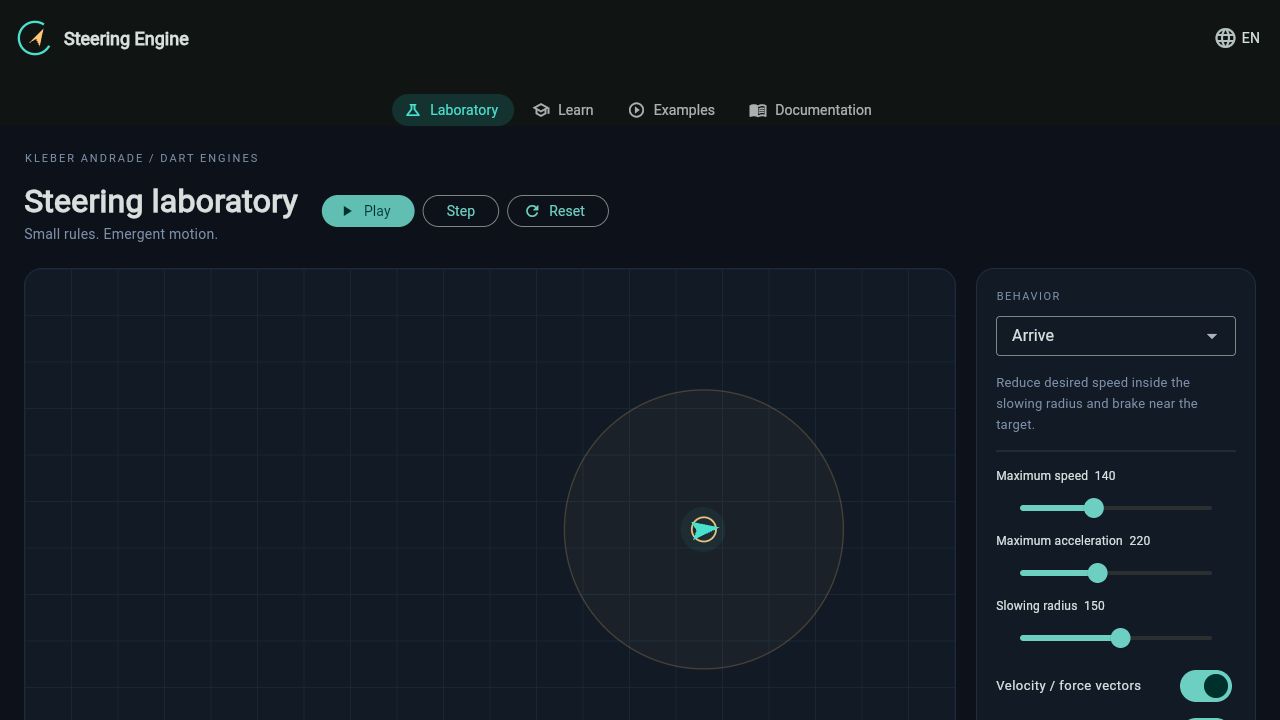 Steering Engine
EN
Laboratory
Learn
Examples
Documentation
KLEBER ANDRADE / DART ENGINES
Steering laboratory
Play
Step
Reset
Small rules. Emergent motion.
BEHAVIOR
Arrive
Reduce desired speed inside the
slowing radius and brake near the
target.
Maximum speed 140
Maximum acceleration 220
Slowing radius 150
Velocity / force vectors